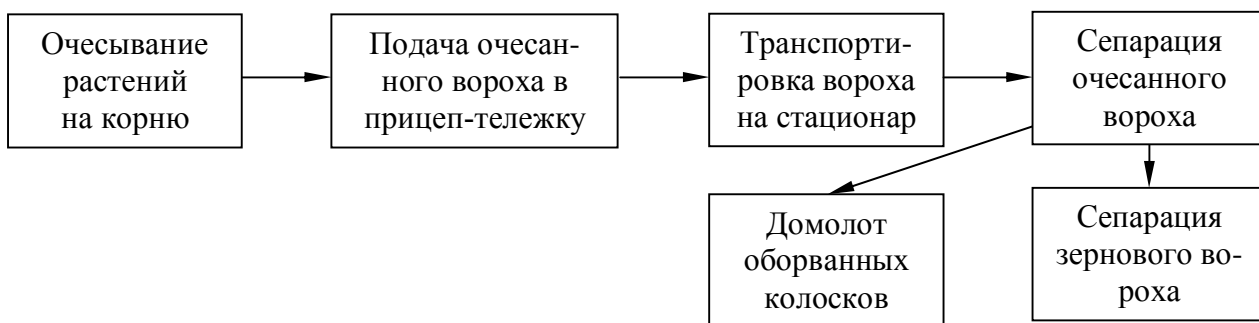 Очесывание
растений
на корню
Подача очесан-
ного вороха в
прицеп-тележку
Транспорти-
ровка вороха
на стационар
Сепарация
очесанного
вороха
Домолот
оборванных
колосков
Сепарация
зернового во-
роха